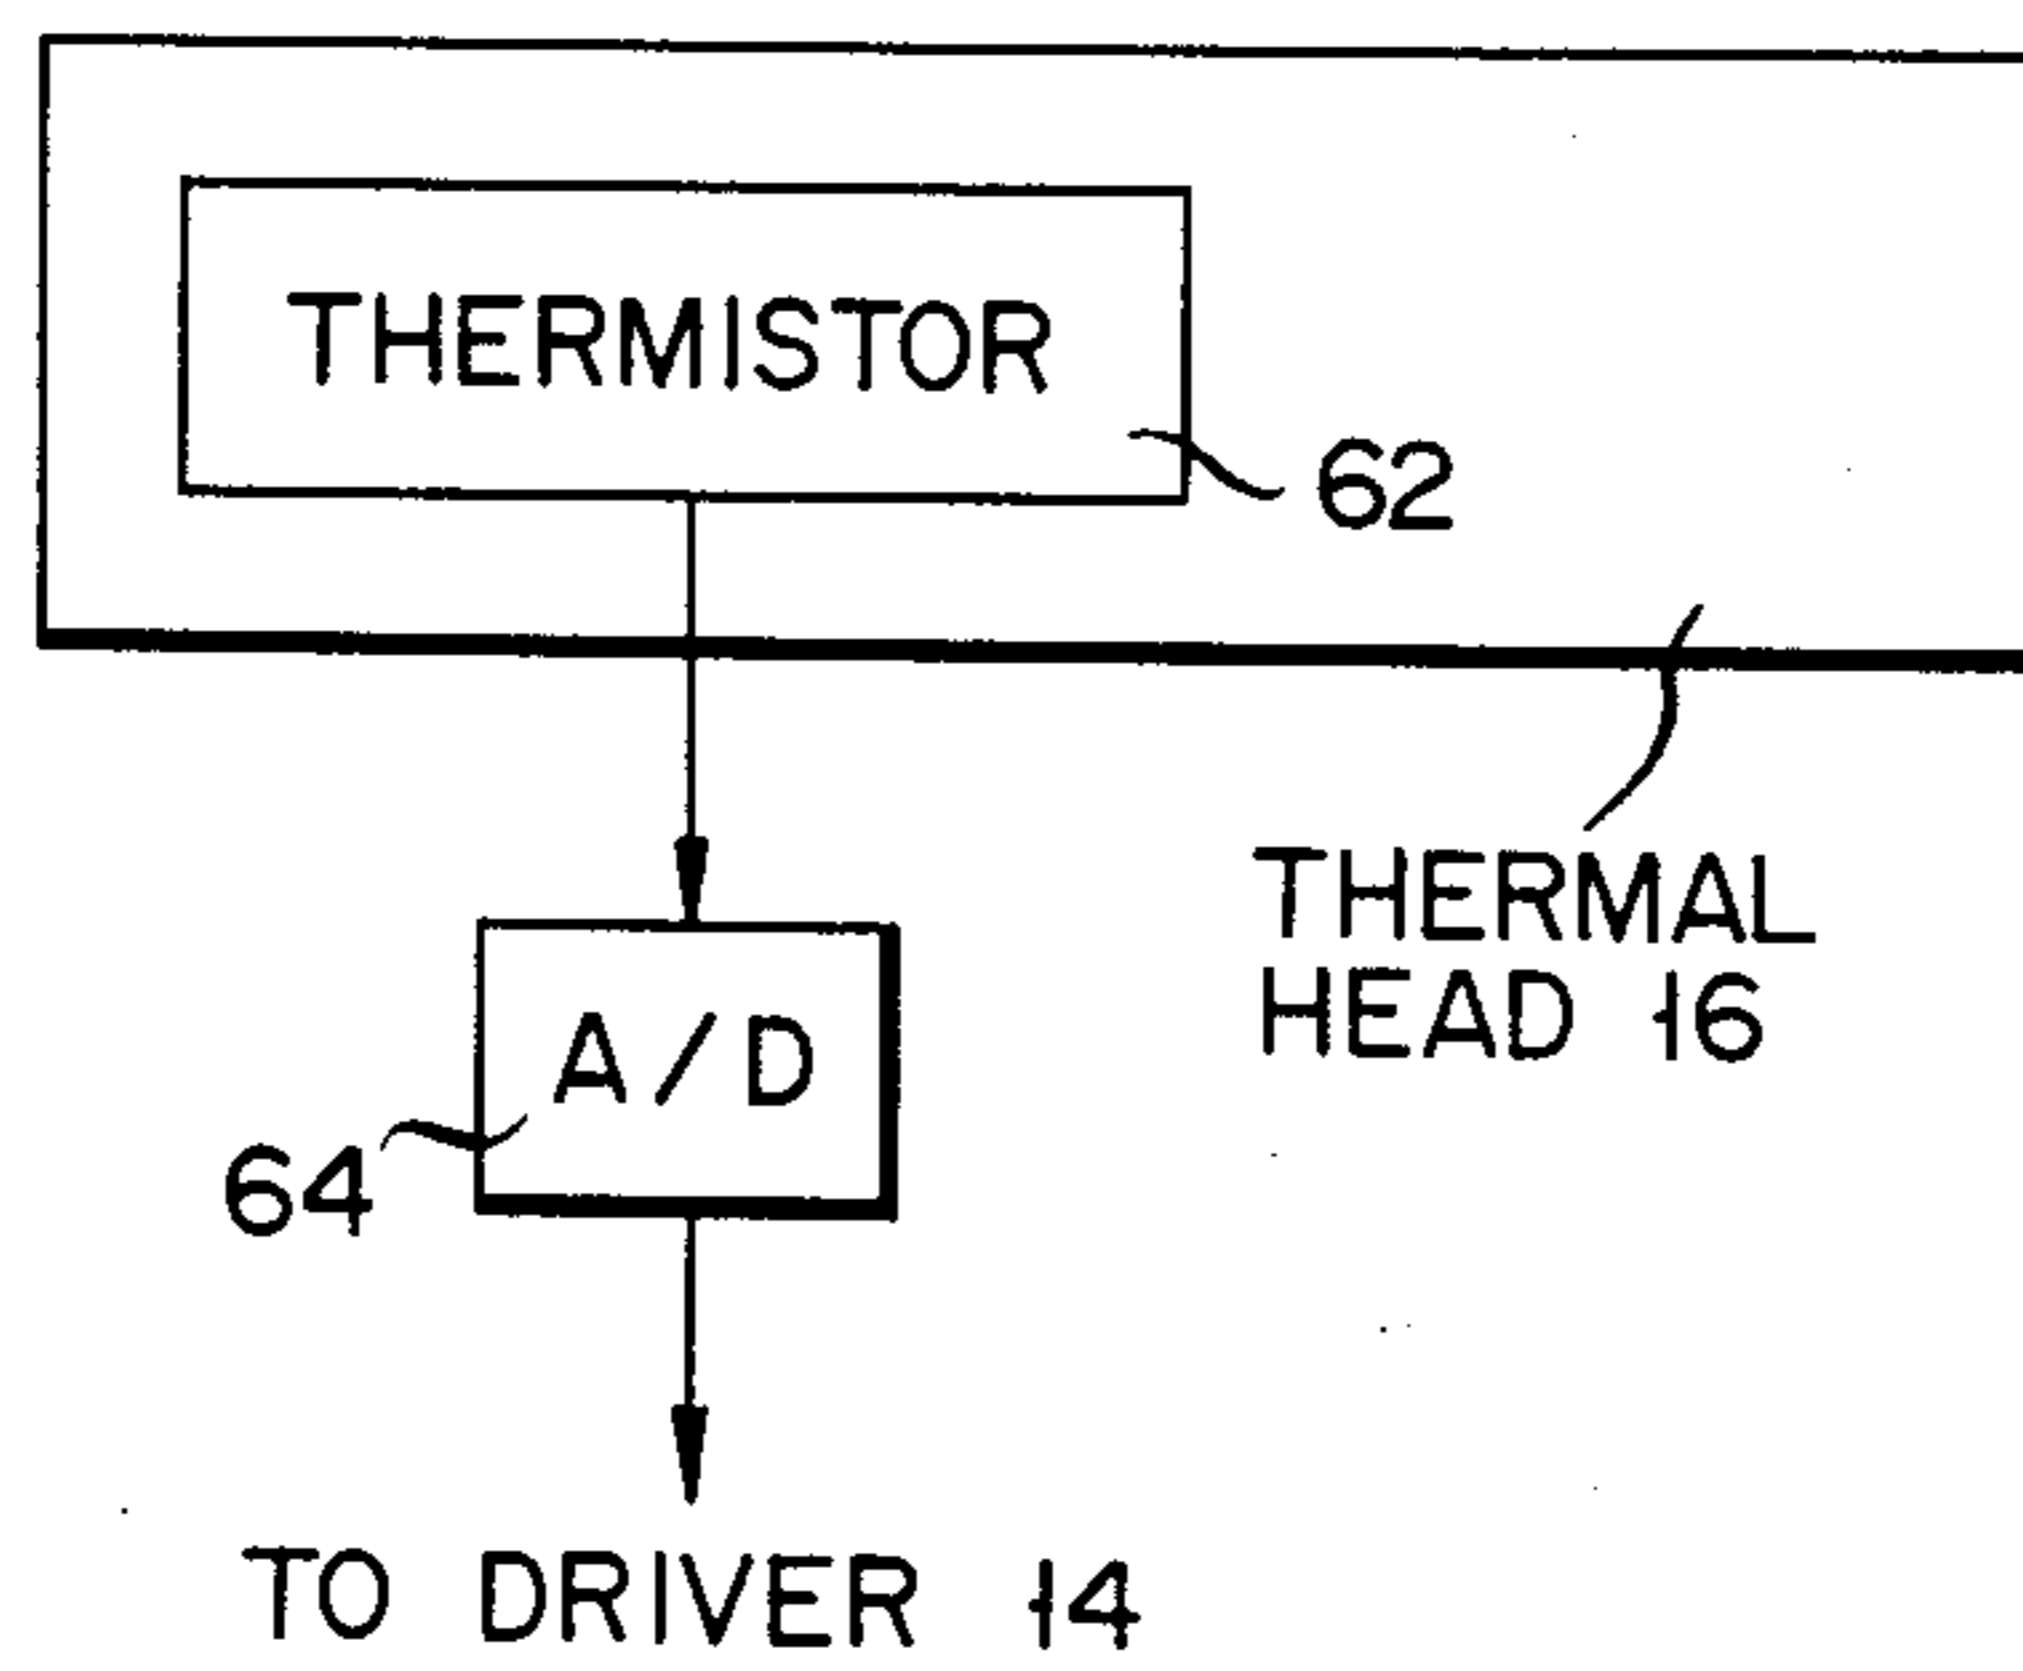 THERMISTOR
62
THERMAL
HEAD 16
A/D
64
TO DRIVER 14